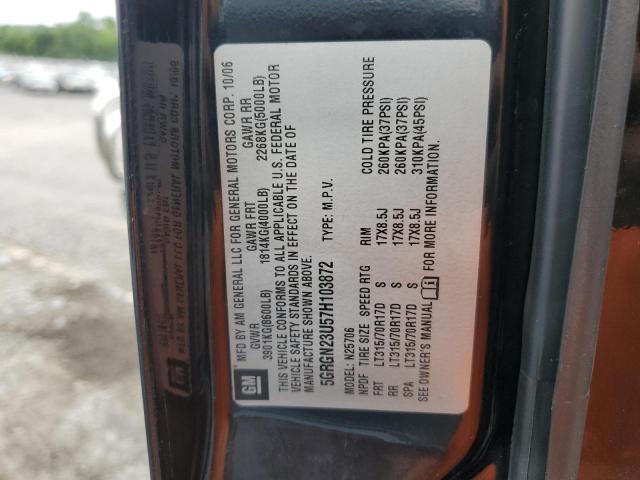 GM
MFD BY AM GENERAL LLC FOR GENERAL MOTORS CORP. 10/06
GVWR GAWR FRT GAWR RR
3901KG(8600LB) 1814KG(4000LB) 2268KG(5000LB)
THIS VEHICLE CONFORMS TO ALL APPLICABLE U.S. FEDERAL MOTOR
VEHICLE SAFETY STANDARDS IN EFFECT ON THE DATE OF
MANUFACTURE SHOWN ABOVE.
5GRGN23U57H103872 TYPE: M.P.V.
MODEL: N25706
NPDF TIRE SIZE SPEED RTG RIM COLD TIRE PRESSURE
FRT LT315/70R17D S 17X8.5J 260KPA(37PSI)
RR LT315/70R17D S 17X8.5J 260KPA(37PSI)
SPA LT315/70R17D S 17X8.5J 310KPA(45PSI)
SEE OWNER'S MANUAL FOR MORE INFORMATION.